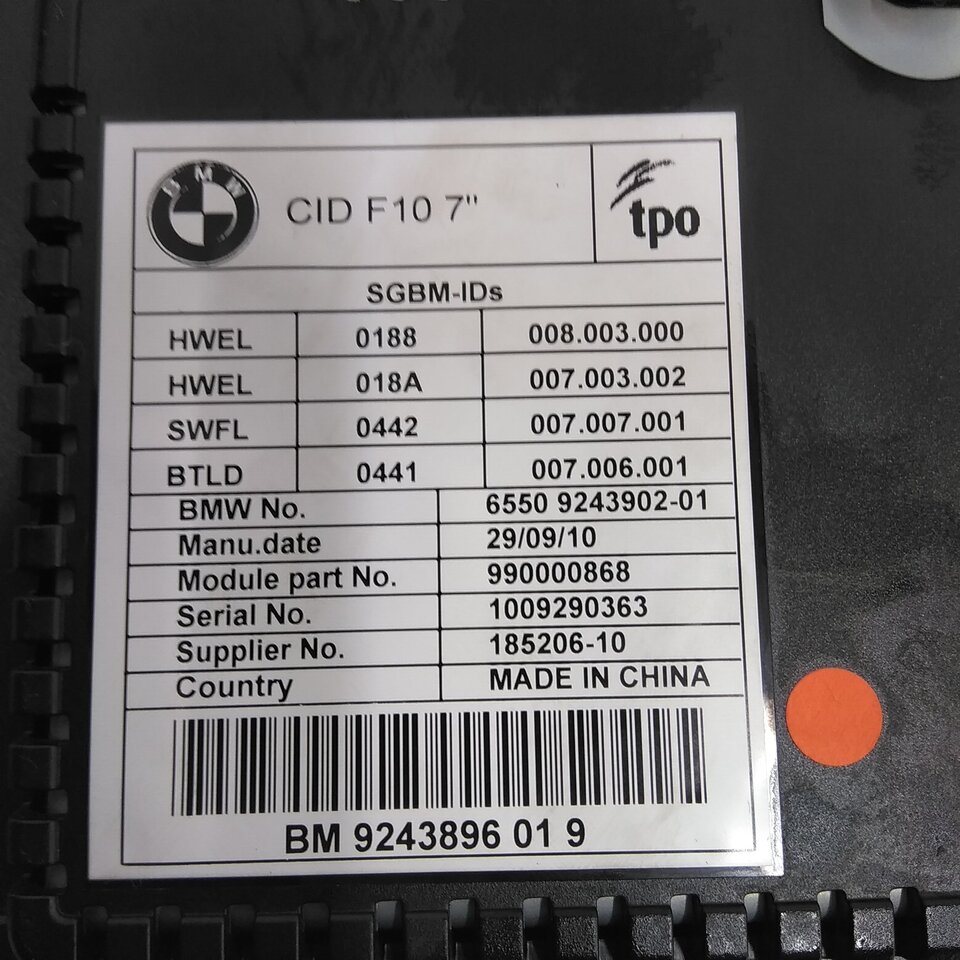 BMW
CID F10 7"
tpo
SGBM-IDs
HWEL 0188 008.003.000
HWEL 018A 007.003.002
SWFL 0442 007.007.001
BTLD 0441 007.006.001
BMW No. 6550 9243902-01
Manu.date 29/09/10
Module part No. 990000868
Serial No. 1009290363
Supplier No. 185206-10
Country MADE IN CHINA
BM 9243896 01 9